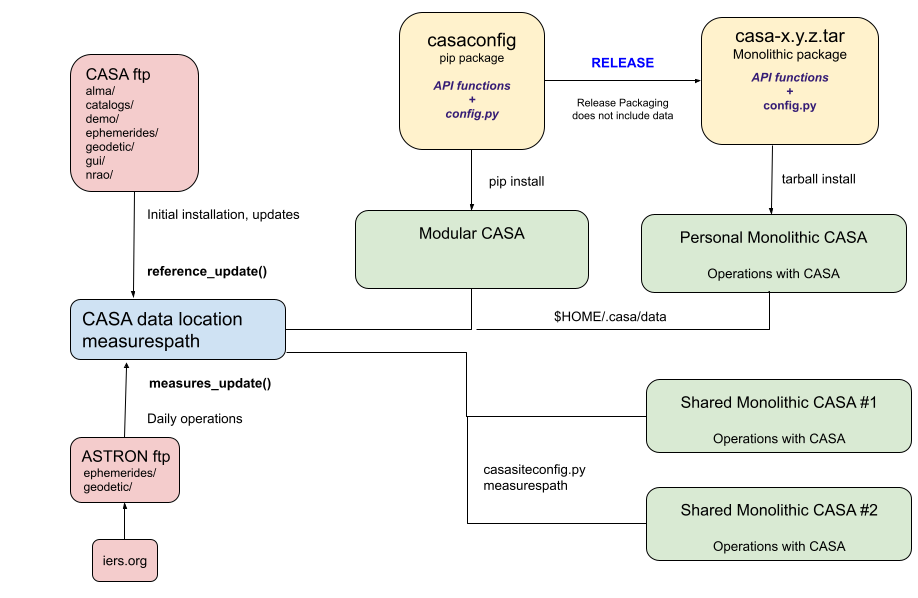 casaconfig
pip package
API functions
+
config.py
RELEASE
Release Packaging
does not include data
casa-x.y.z.tar
Monolithic package
API functions
+
config.py
CASA ftp
alma/
catalogs/
demo/
ephemerides/
geodetic/
gui/
nrao/
pip install
tarball install
Initial installation, updates
reference_update()
Modular CASA
Personal Monolithic CASA
Operations with CASA
CASA data location
measurespath
$HOME/.casa/data
measures_update()
Daily operations
Shared Monolithic CASA #1
Operations with CASA
ASTRON ftp
ephemerides/
geodetic/
casasiteconfig.py
measurespath
Shared Monolithic CASA #2
Operations with CASA
iers.org